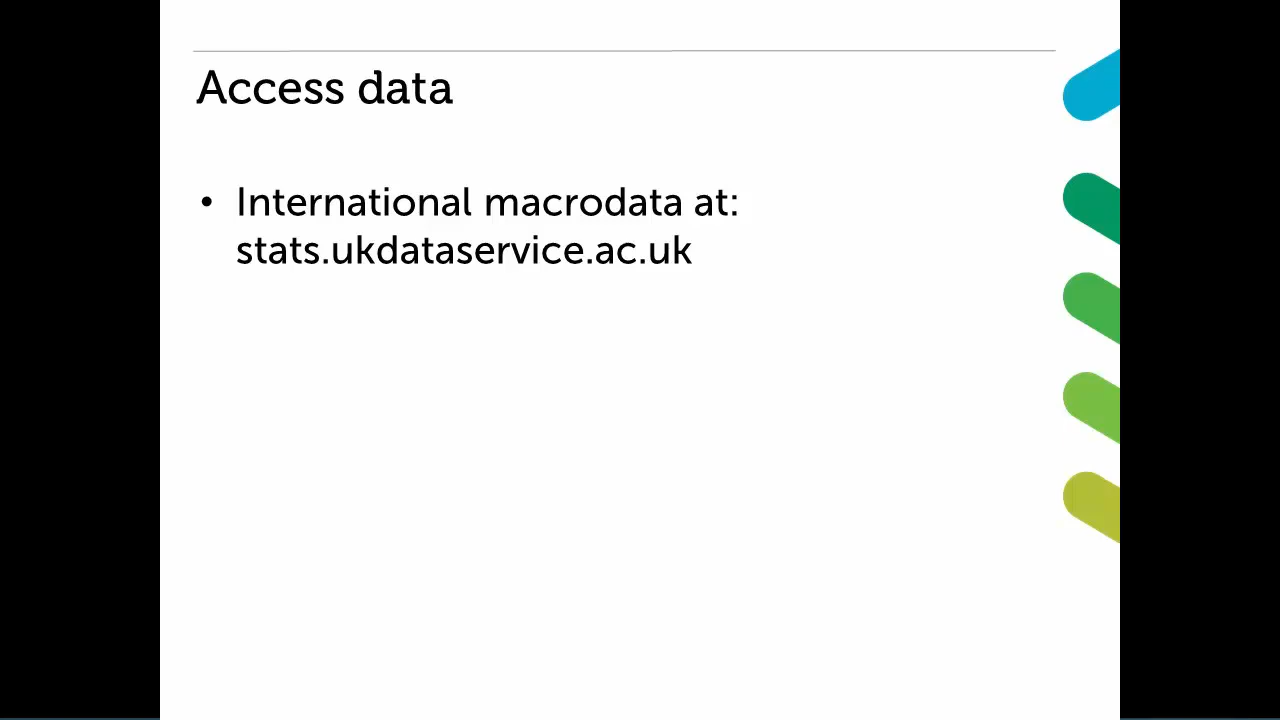 Access data
• International macrodata at:
stats.ukdataservice.ac.uk